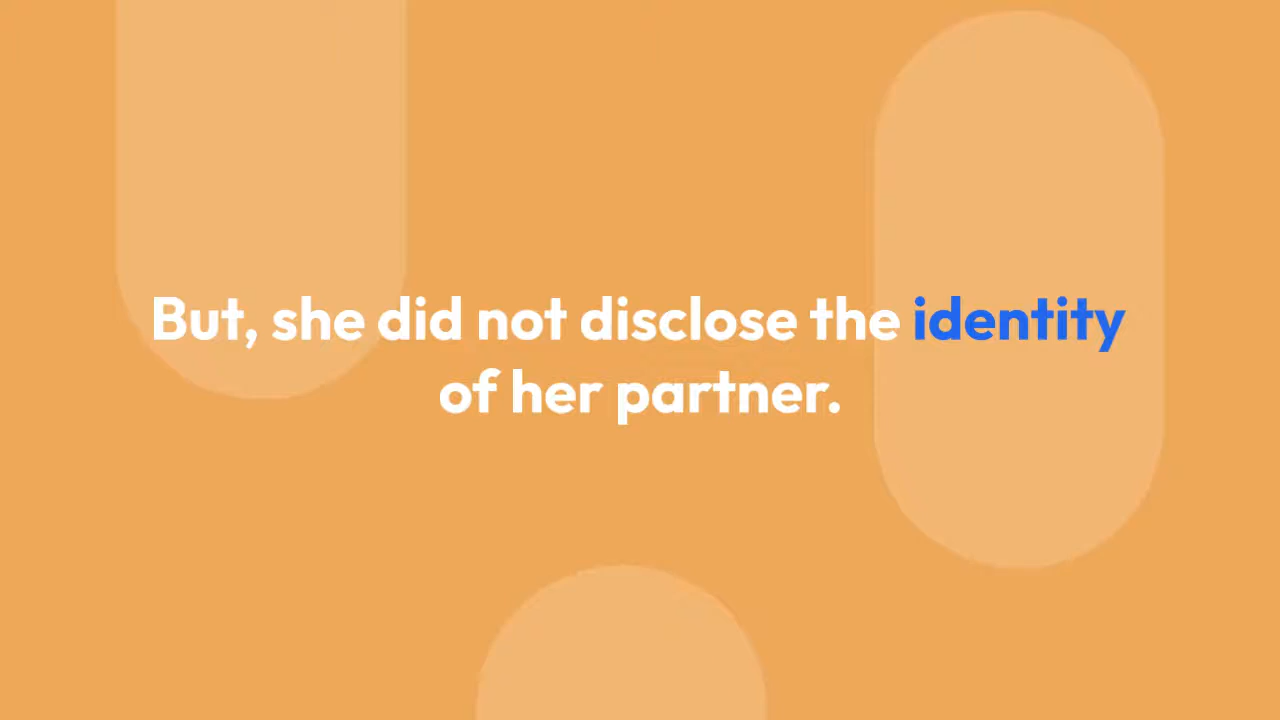 But, she did not disclose the identity
of her partner.